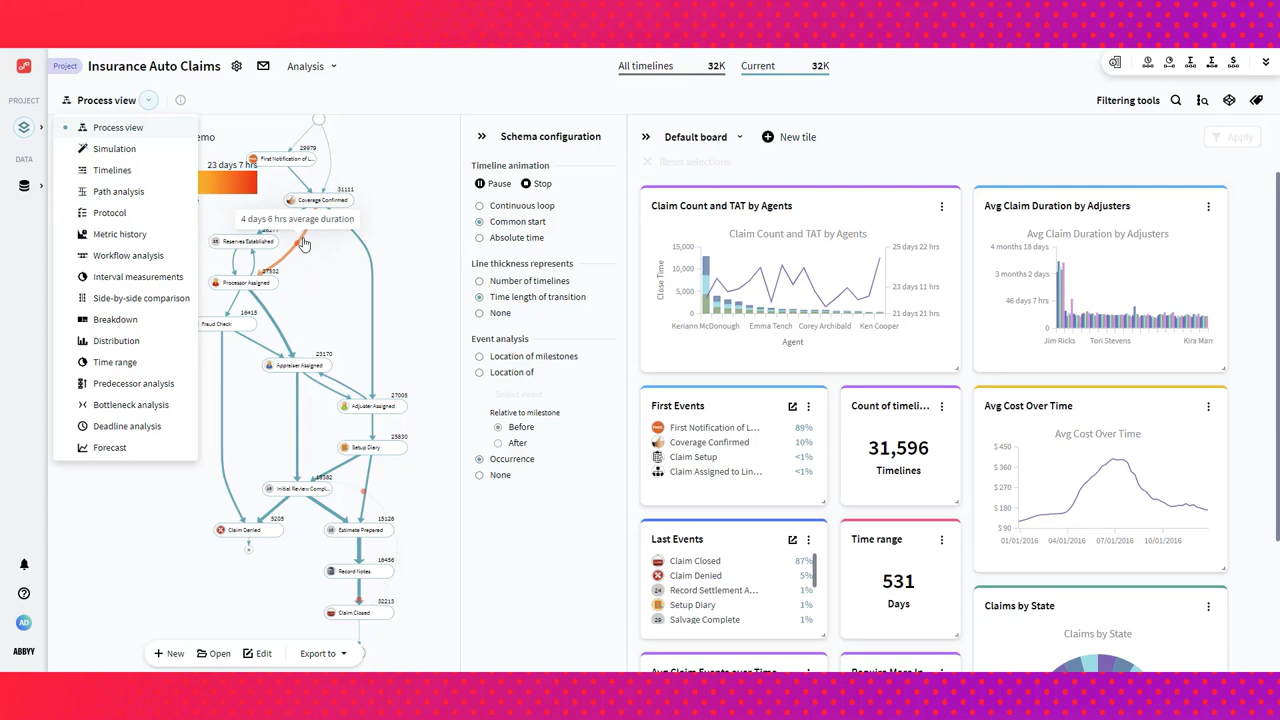 Project Insurance Auto Claims Analysis
All timelines 32K Current 32K
PROJECT
DATA
AD
ABBYY
Process view
Filtering tools
Apply
Process view
Simulation
Timelines
Path analysis
Protocol
Metric history
Workflow analysis
Interval measurements
Side-by-side comparison
Breakdown
Distribution
Time range
Predecessor analysis
Bottleneck analysis
Deadline analysis
Forecast
23 days 7 hrs
29979
First Notification of L...
31111
Coverage Confirmed
4 days 6 hrs average duration
Reserves Established
27332
Processor Assigned
16415
Fraud Check
23170
Appraiser Assigned
27005
Adjuster Assigned
25830
Setup Diary
Initial Review Compl...
5205
Claim Denied
15126
Estimate Prepared
16456
Record Notes
32213
Claim Closed
New Open Edit Export to
Schema configuration
Timeline animation
Pause Stop
Continuous loop
Common start
Absolute time
Line thickness represents
Number of timelines
Time length of transition
None
Event analysis
Location of milestones
Location of
Select event
Relative to milestone
Before
After
Occurrence
None
Default board New tile
Reset selections
Claim Count and TAT by Agents
Claim Count and TAT by Agents
15,000
10,000
5,000
0
Close Time
25 days 22 hrs
23 days 11 hrs
21 days 21 hrs
Keriann McDonough Emma Tench Corey Archibald Ken Cooper
Agent
Avg Claim Duration by Adjusters
Avg Claim Duration by Adjusters
4 months 18 days
3 months 2 days
46 days 7 hrs
0
Jim Ricks Tori Stevens Kira Man
First Events
First Notification of L... 89%
Coverage Confirmed 10%
Claim Setup <1%
Claim Assigned to Lin... <1%
Count of timeli...
31,596
Timelines
Avg Cost Over Time
Avg Cost Over Time
$ 450
$ 360
$ 270
$ 180
$ 90
01/01/2016 04/01/2016 07/01/2016 10/01/2016
Last Events
Claim Closed 87%
Claim Denied 5%
24 Record Settlement A... 1%
Setup Diary 1%
29 Salvage Complete 1%
Time range
531
Days
Claims by State
Claims by State